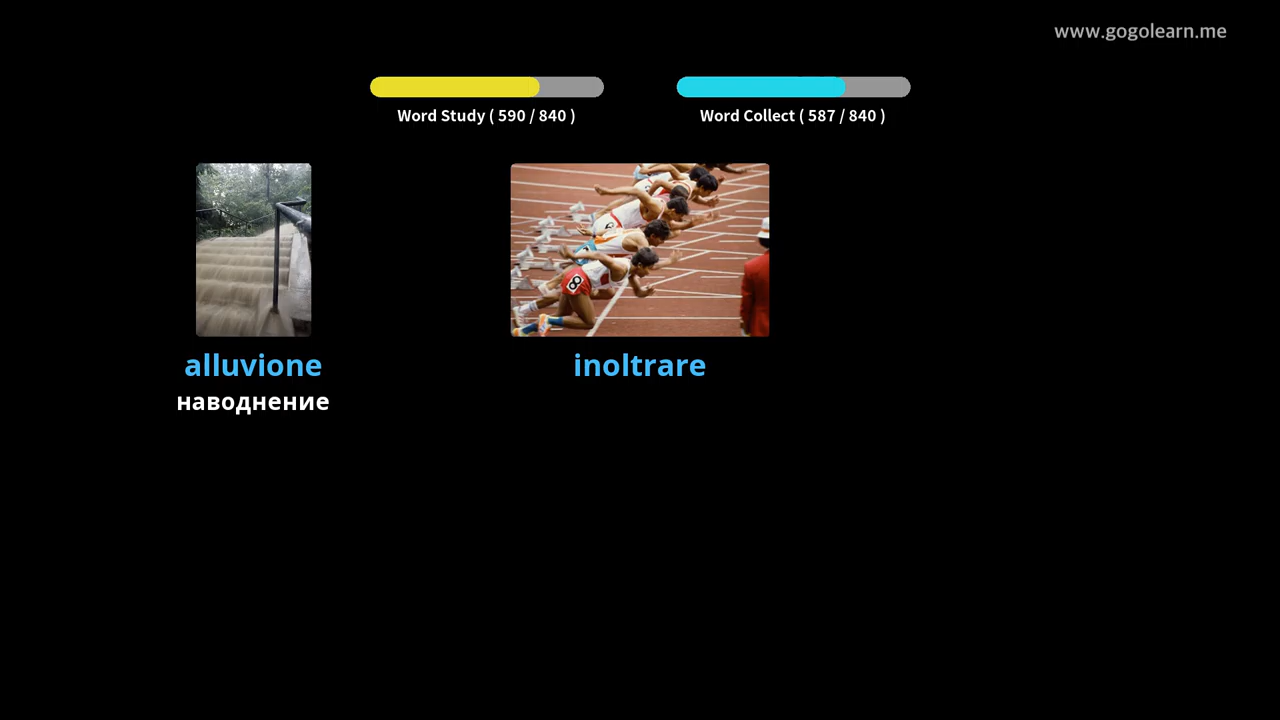 www.gogolearn.me
Word Study ( 590 / 840 )
Word Collect ( 587 / 840 )
alluvione
наводнение
inoltrare